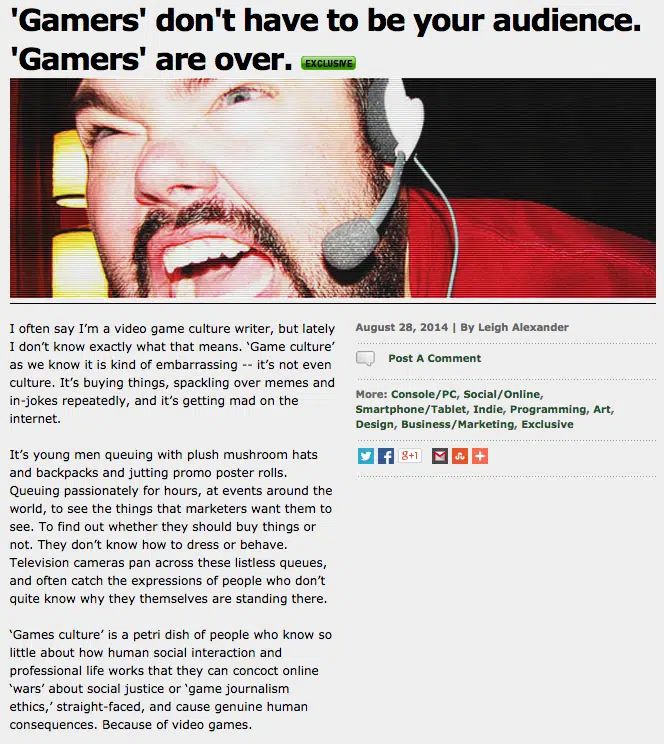 'Gamers' don't have to be your audience.
'Gamers' are over. EXCLUSIVE
I often say I’m a video game culture writer, but lately
I don’t know exactly what that means. ‘Game culture’
as we know it is kind of embarrassing -- it’s not even
culture. It’s buying things, spackling over memes and
in-jokes repeatedly, and it’s getting mad on the
internet.
It’s young men queuing with plush mushroom hats
and backpacks and jutting promo poster rolls.
Queuing passionately for hours, at events around the
world, to see the things that marketers want them to
see. To find out whether they should buy things or
not. They don’t know how to dress or behave.
Television cameras pan across these listless queues,
and often catch the expressions of people who don’t
quite know why they themselves are standing there.
‘Games culture’ is a petri dish of people who know so
little about how human social interaction and
professional life works that they can concoct online
‘wars’ about social justice or ‘game journalism
ethics,’ straight-faced, and cause genuine human
consequences. Because of video games.
August 28, 2014 | By Leigh Alexander
Post A Comment
More: Console/PC, Social/Online,
Smartphone/Tablet, Indie, Programming, Art,
Design, Business/Marketing, Exclusive
g+1